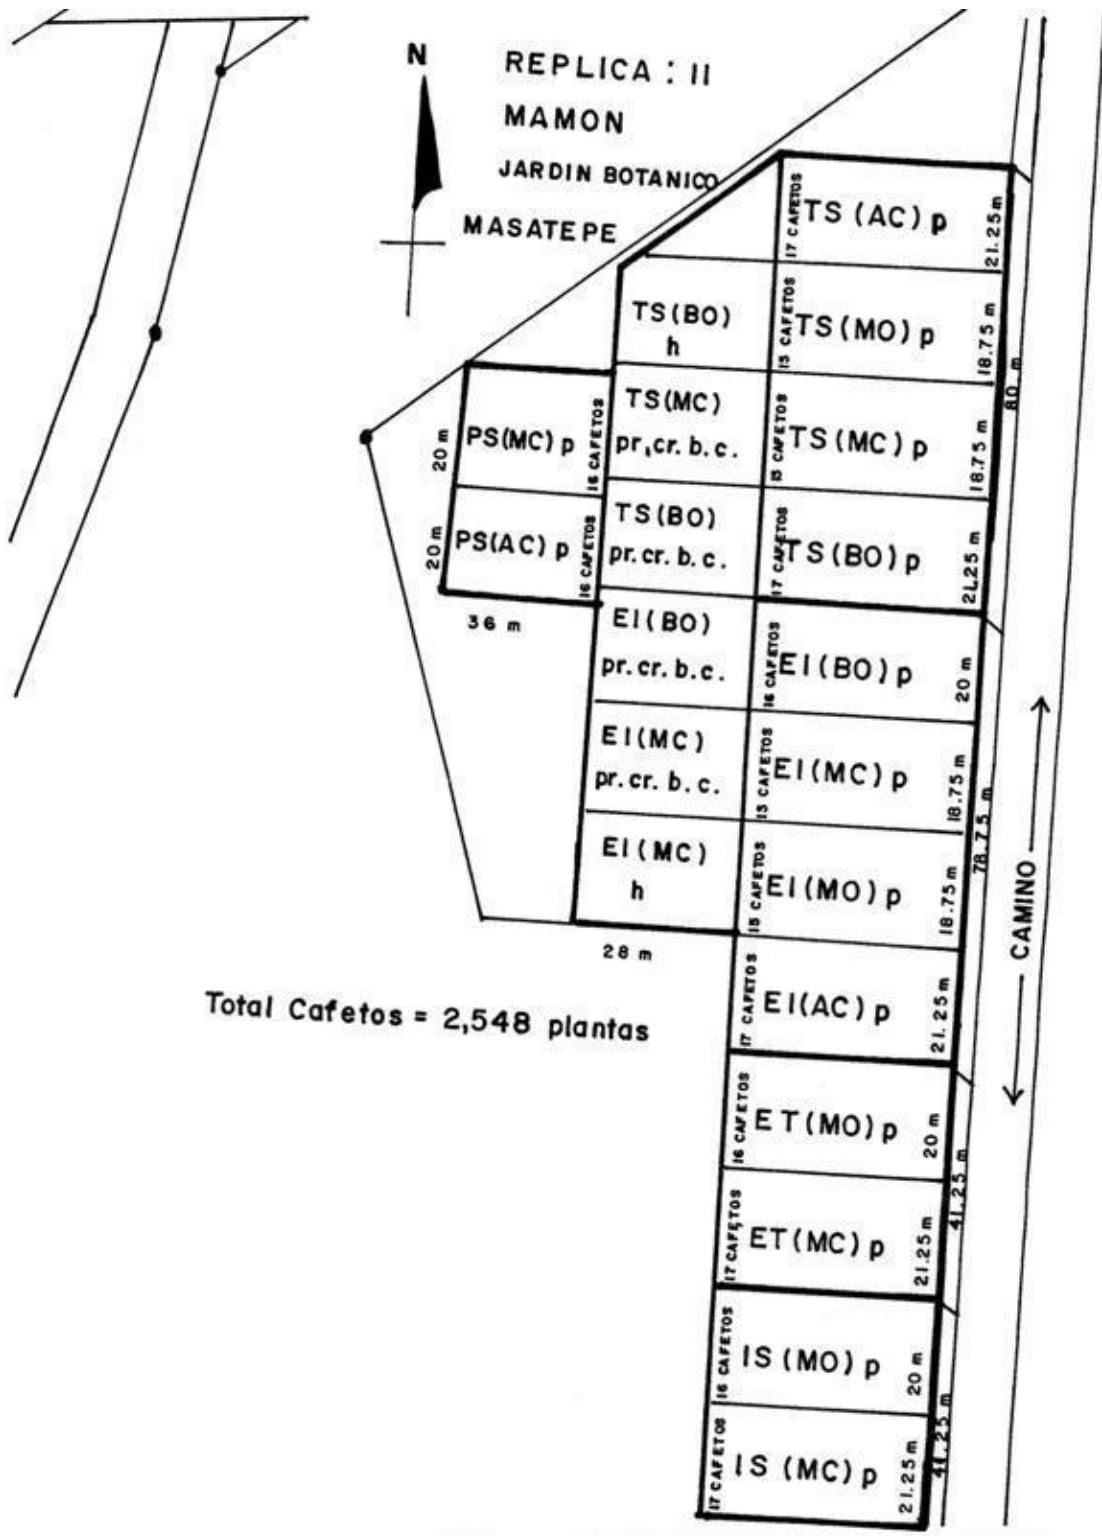 N
REPLICA : II
MAMON
JARDIN BOTANICO
MASATEPE
17 CAFETOS
TS (AC) p
21.25 m
TS(BO)
h
15 CAFETOS
TS(MO) p
18.75 m
80 m
PS(MC) p
20 m
16 CAFETOS
TS(MC)
pr,cr. b. c.
15 CAFETOS
TS(MC) p
18.75 m
PS(AC) p
20 m
16 CAFETOS
36 m
TS(BO)
pr. cr. b. c.
17 CAFETOS
TS(BO) p
21.25 m
EI(BO)
pr. cr. b. c.
16 CAFETOS
EI(BO) p
20 m
EI(MC)
pr. cr. b. c.
15 CAFETOS
EI(MC) p
18.75 m
78.75 m
EI(MC)
h
15 CAFETOS
EI(MO) p
18.75 m
28 m
CAMINO
17 CAFETOS
EI(AC) p
21.25 m
Total Cafetos = 2,548 plantas
16 CAFETOS
ET(MO) p
20 m
41.25 m
17 CAFETOS
ET(MC) p
21.25m
16 CAFETOS
IS (MO) p
20 m
41.25 m
17 CAFETOS
IS (MC) p
21.25m